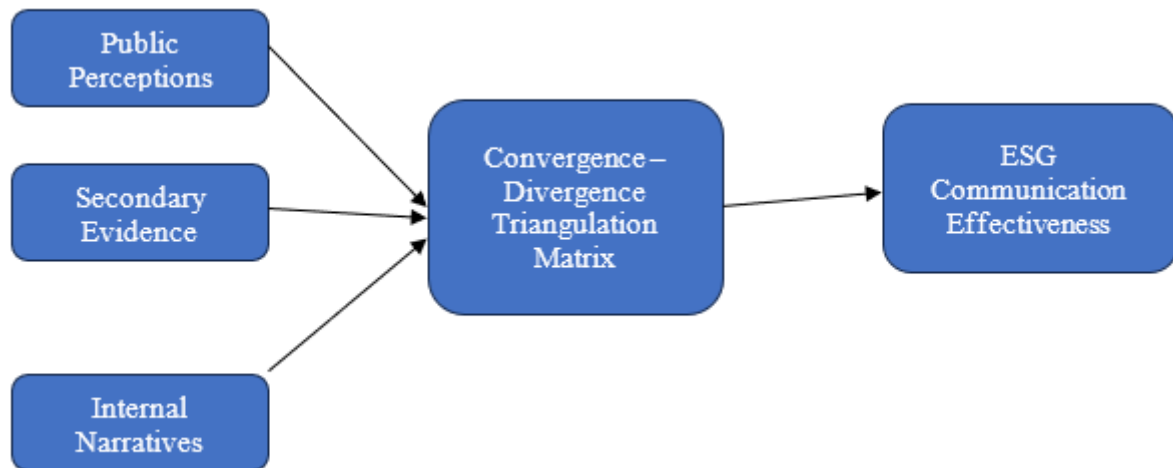 Public
Perceptions
Secondary
Evidence
Internal
Narratives
Convergence –
Divergence
Triangulation
Matrix
ESG
Communication
Effectiveness